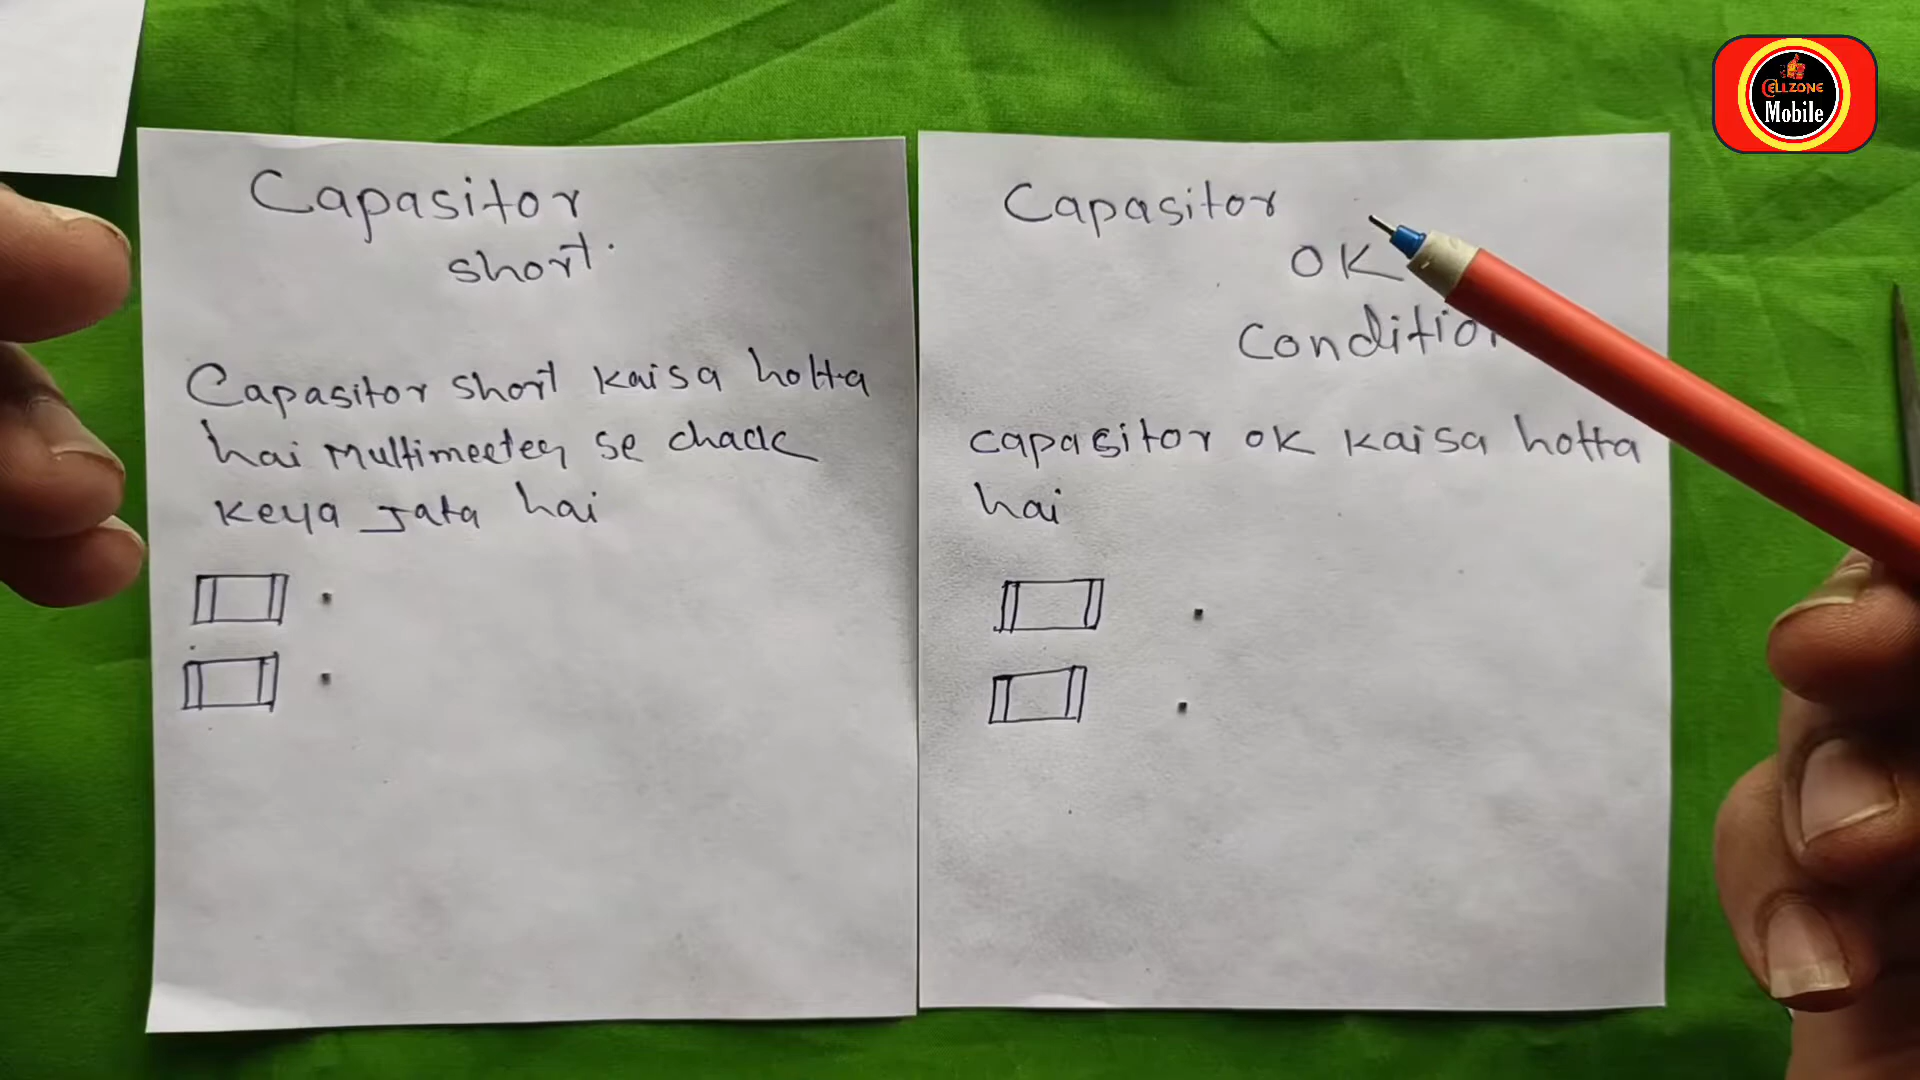 Capasitor
short.
Capasitor short kaisa hotta
hai Multimeeter se chack
keya Jata hai
Capasitor
OK
Condition
capasitor OK kaisa hotta
hai
CELLZONE
Mobile